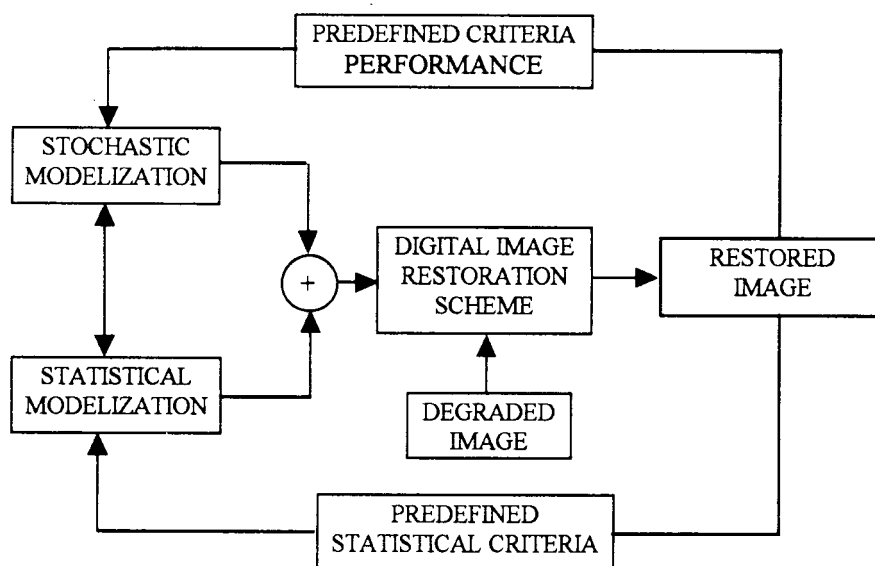 PREDEFINED CRITERIA
PERFORMANCE
STOCHASTIC
MODELIZATION
DIGITAL IMAGE
RESTORATION
SCHEME
RESTORED
IMAGE
+
STATISTICAL
MODELIZATION
DEGRADED
IMAGE
PREDEFINED
STATISTICAL CRITERIA